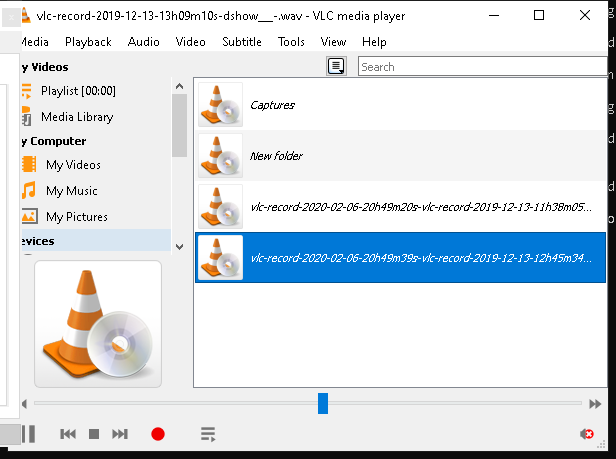 vlc-record-2019-12-13-13h09m10s-dshow___-.wav - VLC media player
Media Playback Audio Video Subtitle Tools View Help
y Videos
Search
Playlist [00:00]
Media Library
y Computer
My Videos
My Music
My Pictures
evices
Captures
New folder
vlc-record-2020-02-06-20h49m20s-vlc-record-2019-12-13-11h38m05...
vlc-record-2020-02-06-20h49m39s-vlc-record-2019-12-13-12h45m34...